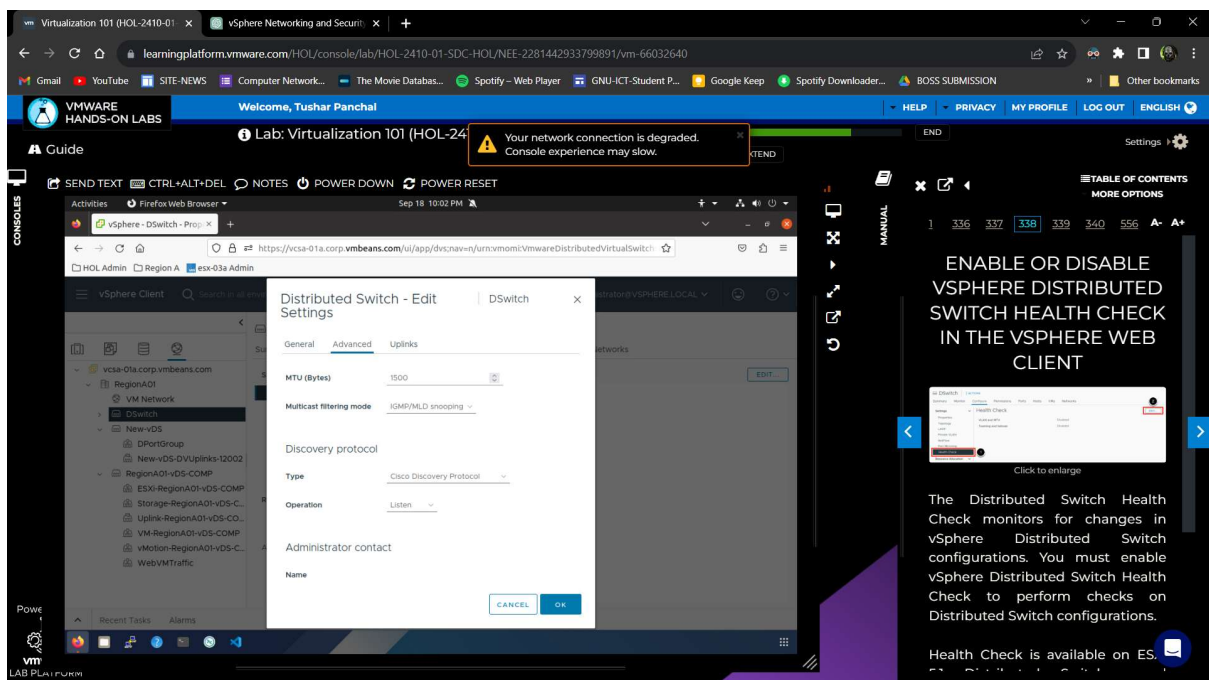 Virtualization 101 (HOL-2410-01-
vSphere Networking and Security
learningplatform.vmware.com/HOL/console/lab/HOL-2410-01-SDC-HOL/NEE-2281442933799891/vm-66032640
Gmail
YouTube
SITE-NEWS
Computer Network...
The Movie Databas...
Spotify – Web Player
GNU-ICT-Student P...
Google Keep
Spotify Downloader...
BOSS SUBMISSION
»
Other bookmarks
VMWARE
HANDS-ON LABS
Welcome, Tushar Panchal
HELP
PRIVACY
MY PROFILE
LOG OUT
ENGLISH
Lab: Virtualization 101 (HOL-24
Your network connection is degraded.
Console experience may slow.
END
Guide
Settings
SEND TEXT
CTRL+ALT+DEL
NOTES
POWER DOWN
POWER RESET
TABLE OF CONTENTS
MORE OPTIONS
CONSOLES
MANUAL
Activities
Firefox Web Browser
Sep 18 10:02 PM
vSphere - DSwitch - Prop
https://vcsa-01a.corp.vmbeans.com/ui/app/dvs;nav=n/urn:vmomi:VmwareDistributedVirtualSwitch
HOL Admin
Region A
esx-03a Admin
vSphere Client
Search in all
EDIT...
vcsa-01a.corp.vmbeans.com
RegionA01
VM Network
DSwitch
New-vDS
DPortGroup
New-vDS-DVUplinks-12002
RegionA01-vDS-COMP
ESXi-RegionA01-vDS-COMP
Storage-RegionA01-vDS-C...
Uplink-RegionA01-vDS-CO...
VM-RegionA01-vDS-COMP
vMotion-RegionA01-vDS-C...
WebVMTraffic
Distributed Switch - Edit
Settings
DSwitch
General
Advanced
Uplinks
MTU (Bytes)
1500
Multicast filtering mode
IGMP/MLD snooping
Discovery protocol
Type
Cisco Discovery Protocol
Operation
Listen
Administrator contact
Name
CANCEL
OK
Recent Tasks
Alarms
1 336 337 338 339 340 556 A- A+
ENABLE OR DISABLE
VSPHERE DISTRIBUTED
SWITCH HEALTH CHECK
IN THE VSPHERE WEB
CLIENT
Click to enlarge
The Distributed Switch Health
Check monitors for changes in
vSphere Distributed Switch
configurations. You must enable
vSphere Distributed Switch Health
Check to perform checks on
Distributed Switch configurations.
Health Check is available on